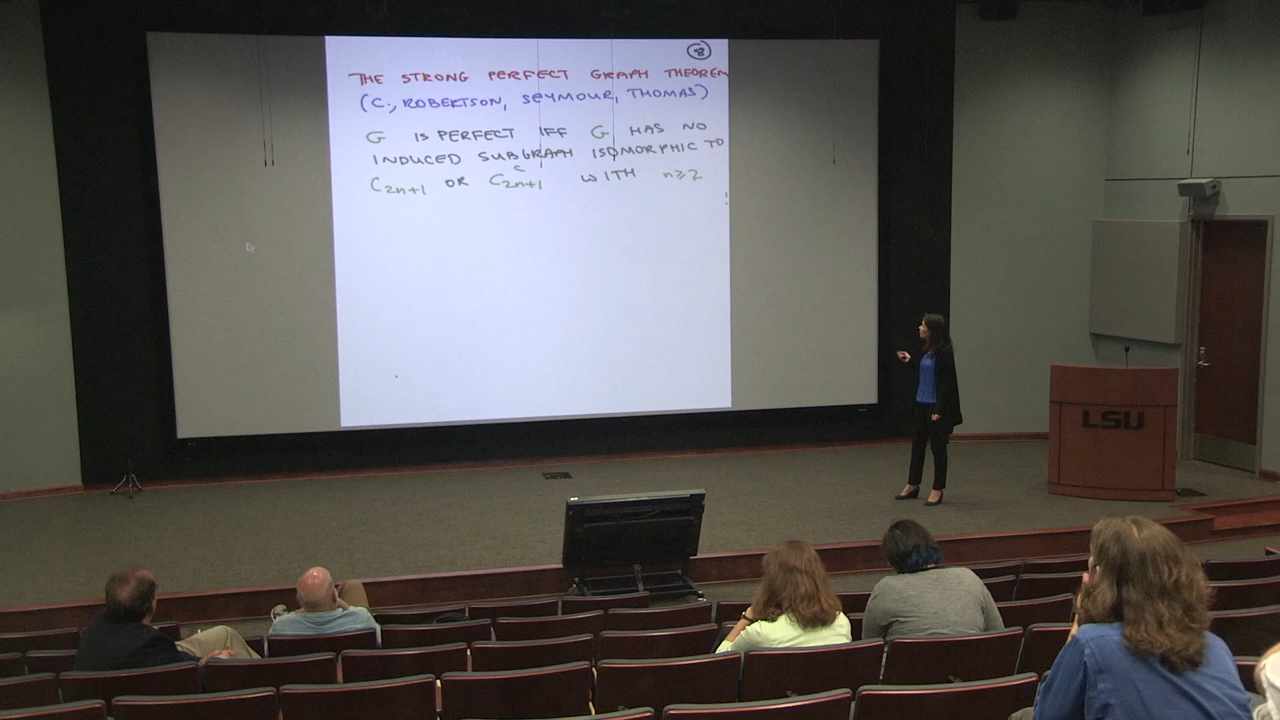 8
THE STRONG PERFECT GRAPH THEOREM
(C., ROBERTSON, SEYMOUR, THOMAS)
G IS PERFECT IFF G HAS NO
INDUCED SUBGRAPH ISOMORPHIC TO
C₂ₙ₊₁ OR Cᶜ₂ₙ₊₁ WITH n≥2
LSU